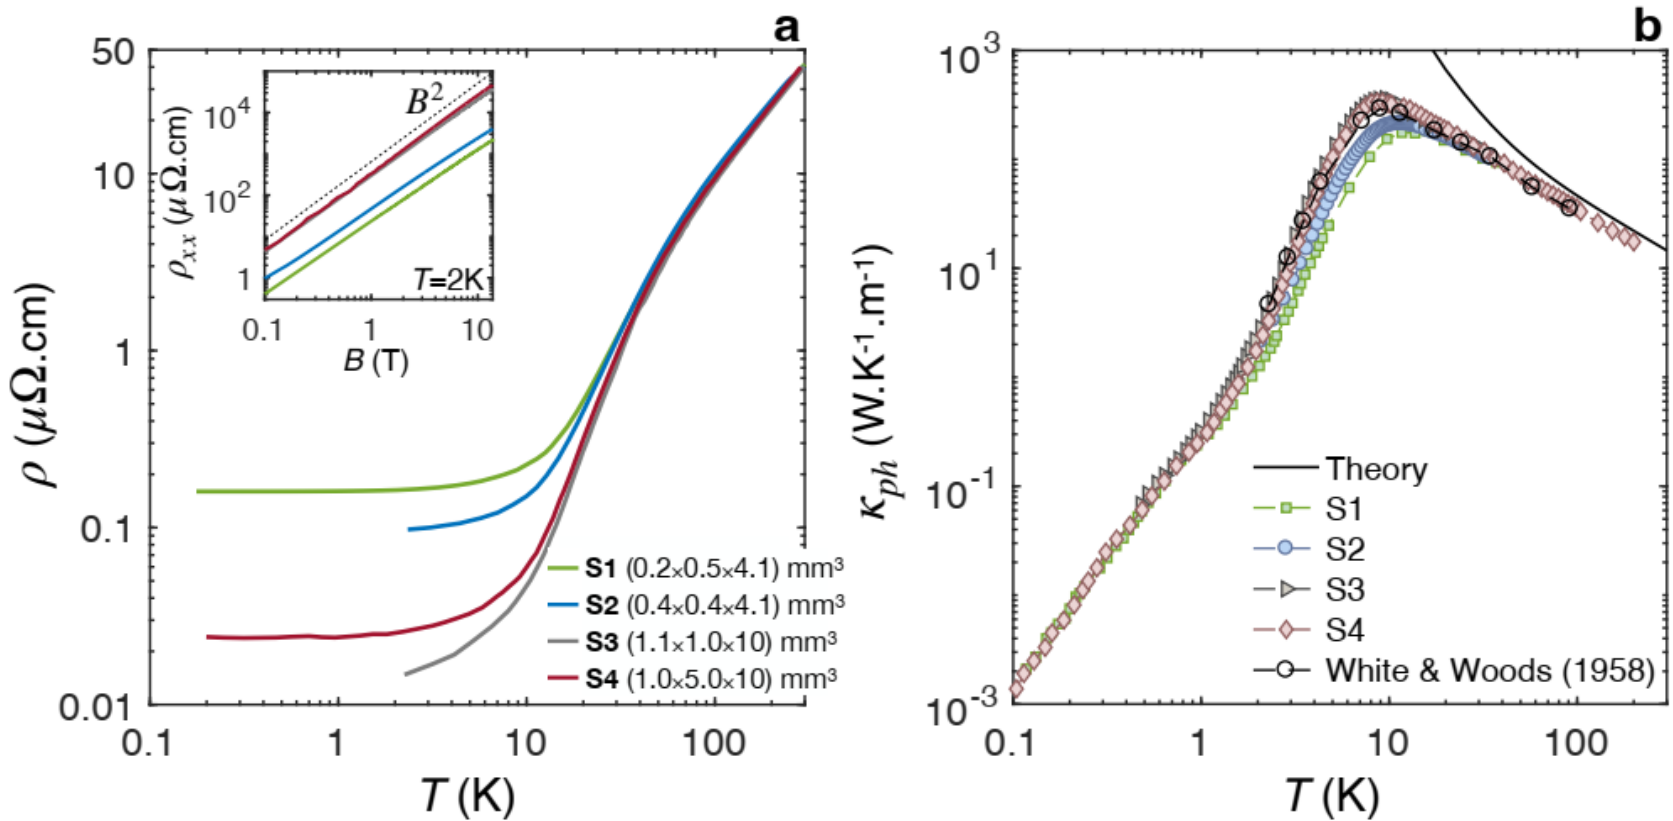 a
50
10
1
0.1
0.01
ρ (μΩ.cm)
0.1
1
10
100
T (K)
10⁴
10²
1
ρxx (μΩ.cm)
B²
T=2K
0.1
1
10
B (T)
S1 (0.2×0.5×4.1) mm³
S2 (0.4×0.4×4.1) mm³
S3 (1.1×1.0×10) mm³
S4 (1.0×5.0×10) mm³
b
10³
10¹
10⁻¹
10⁻³
κph (W.K⁻¹.m⁻¹)
Theory
S1
S2
S3
S4
White & Woods (1958)
0.1
1
10
100
T (K)